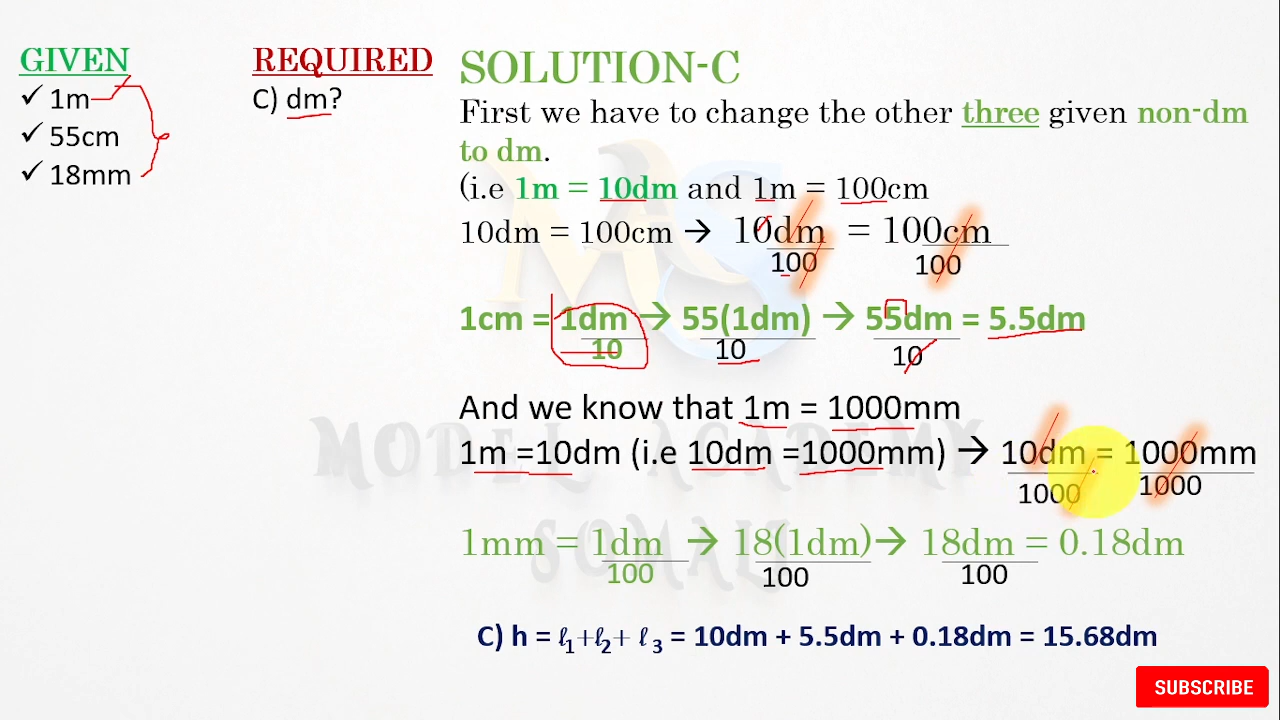 GIVEN
✓ 1m
✓ 55cm
✓ 18mm
REQUIRED
C) dm?
SOLUTION-C
First we have to change the other three given non-dm
to dm.
(i.e 1m = 10dm and 1m = 100cm
10dm = 100cm → 10dm = 100cm
100 100
1cm = 1dm → 55(1dm) → 55dm = 5.5dm
10 10 10
And we know that 1m = 1000mm
1m =10dm (i.e 10dm =1000mm) → 10dm = 1000mm
1000 1000
1mm = 1dm → 18(1dm)→ 18dm = 0.18dm
100 100 100
C) h = ℓ1+ℓ2+ ℓ3 = 10dm + 5.5dm + 0.18dm = 15.68dm
MODEL ACADEMY
SOMALI
SUBSCRIBE